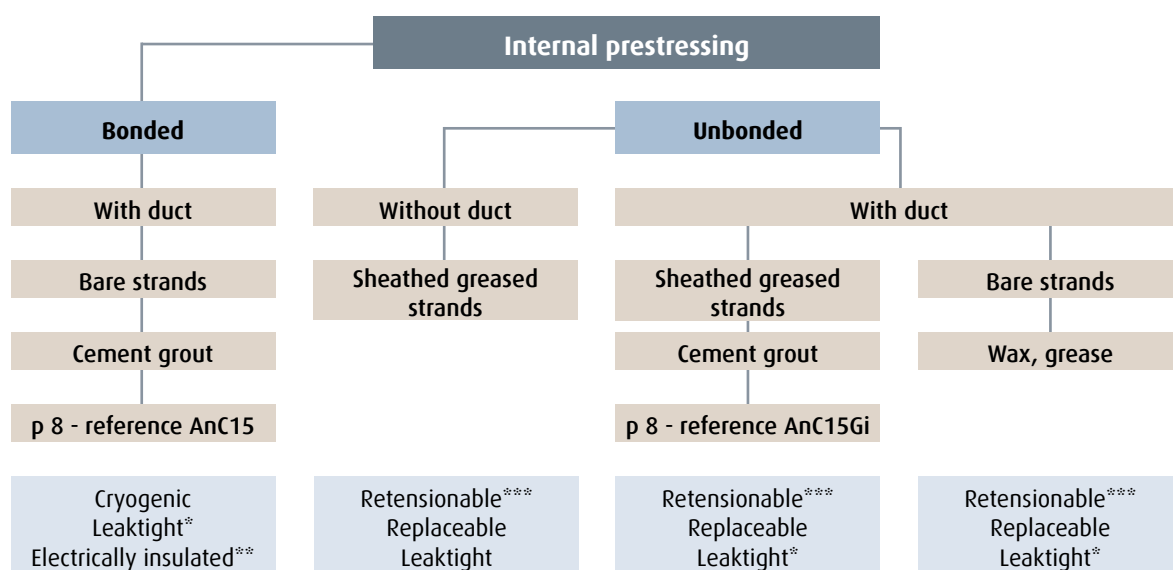 Internal prestressing
Bonded
Unbonded
With duct
Without duct
With duct
Bare strands
Sheathed greased
strands
Sheathed greased
strands
Bare strands
Cement grout
Cement grout
Wax, grease
p 8 - reference AnC15
p 8 - reference AnC15Gi
Cryogenic
Leaktight*
Electrically insulated**
Retensionable***
Replaceable
Leaktight
Retensionable***
Replaceable
Leaktight*
Retensionable***
Replaceable
Leaktight*